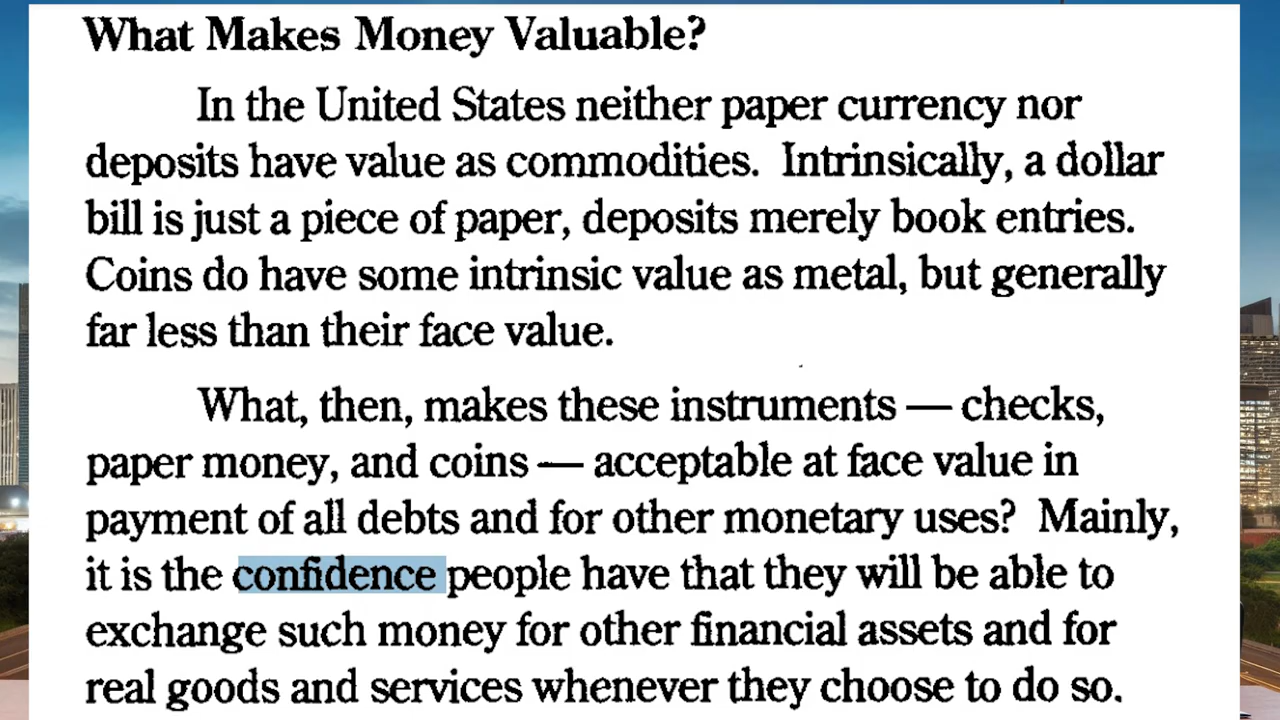 What Makes Money Valuable?
In the United States neither paper currency nor
deposits have value as commodities. Intrinsically, a dollar
bill is just a piece of paper, deposits merely book entries.
Coins do have some intrinsic value as metal, but generally
far less than their face value.
What, then, makes these instruments — checks,
paper money, and coins — acceptable at face value in
payment of all debts and for other monetary uses? Mainly,
it is the confidence people have that they will be able to
exchange such money for other financial assets and for
real goods and services whenever they choose to do so.